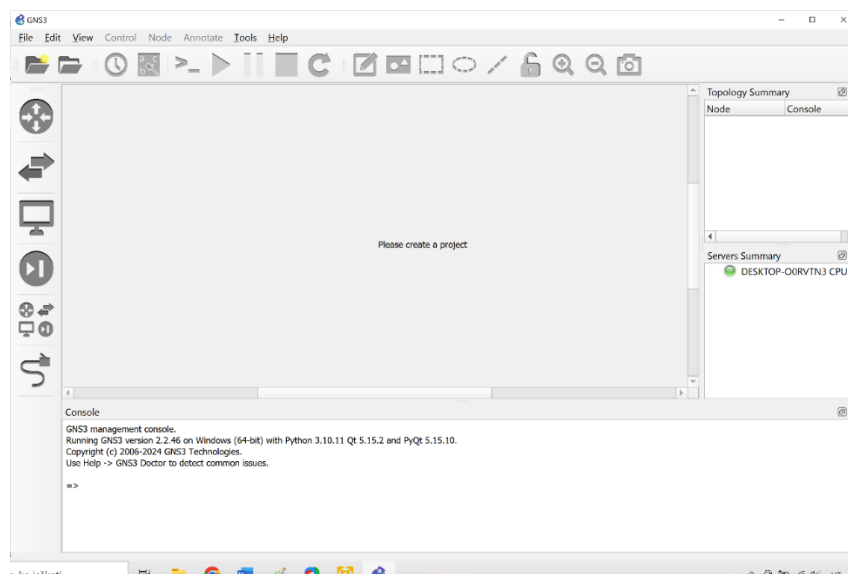 GNS3
File Edit View Control Node Annotate Tools Help
Topology Summary
Node Console
Please create a project
Servers Summary
DESKTOP-O0RVTN3 CPU
Console
GNS3 management console.
Running GNS3 version 2.2.46 on Windows (64-bit) with Python 3.10.11 Qt 5.15.2 and PyQt 5.15.10.
Copyright (c) 2006-2024 GNS3 Technologies.
Use Help -> GNS3 Doctor to detect common issues.
=>